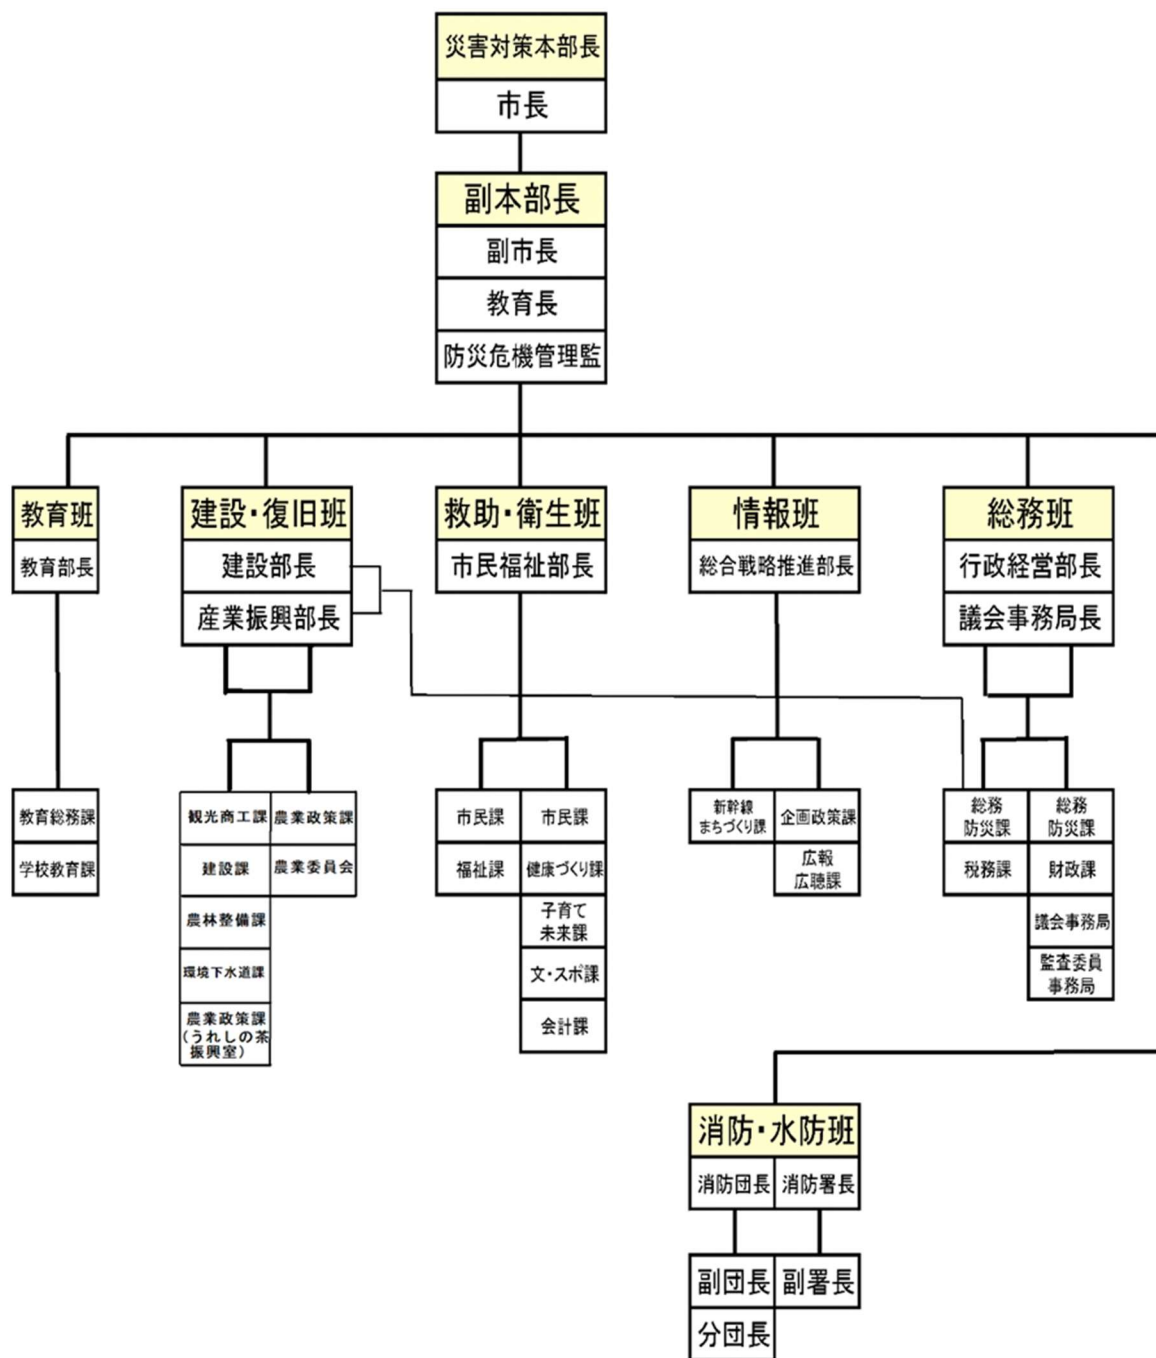 災害対策本部長
市長
副本部長
副市長
教育長
防災危機管理監
教育班
教育部長
教育総務課
学校教育課
建設・復旧班
建設部長
産業振興部長
観光商工課
建設課
農林整備課
環境下水道課
農業政策課
(うれしの茶
振興室)
農業政策課
農業委員会
救助・衛生班
市民福祉部長
市民課
福祉課
市民課
健康づくり課
子育て
未来課
文・スポ課
会計課
情報班
総合戦略推進部長
新幹線
まちづくり課
企画政策課
広報
広聴課
総務班
行政経営部長
議会事務局長
総務
防災課
税務課
総務
防災課
財政課
議会事務局
監査委員
事務局
消防・水防班
消防団長
消防署長
副団長
分団長
副署長